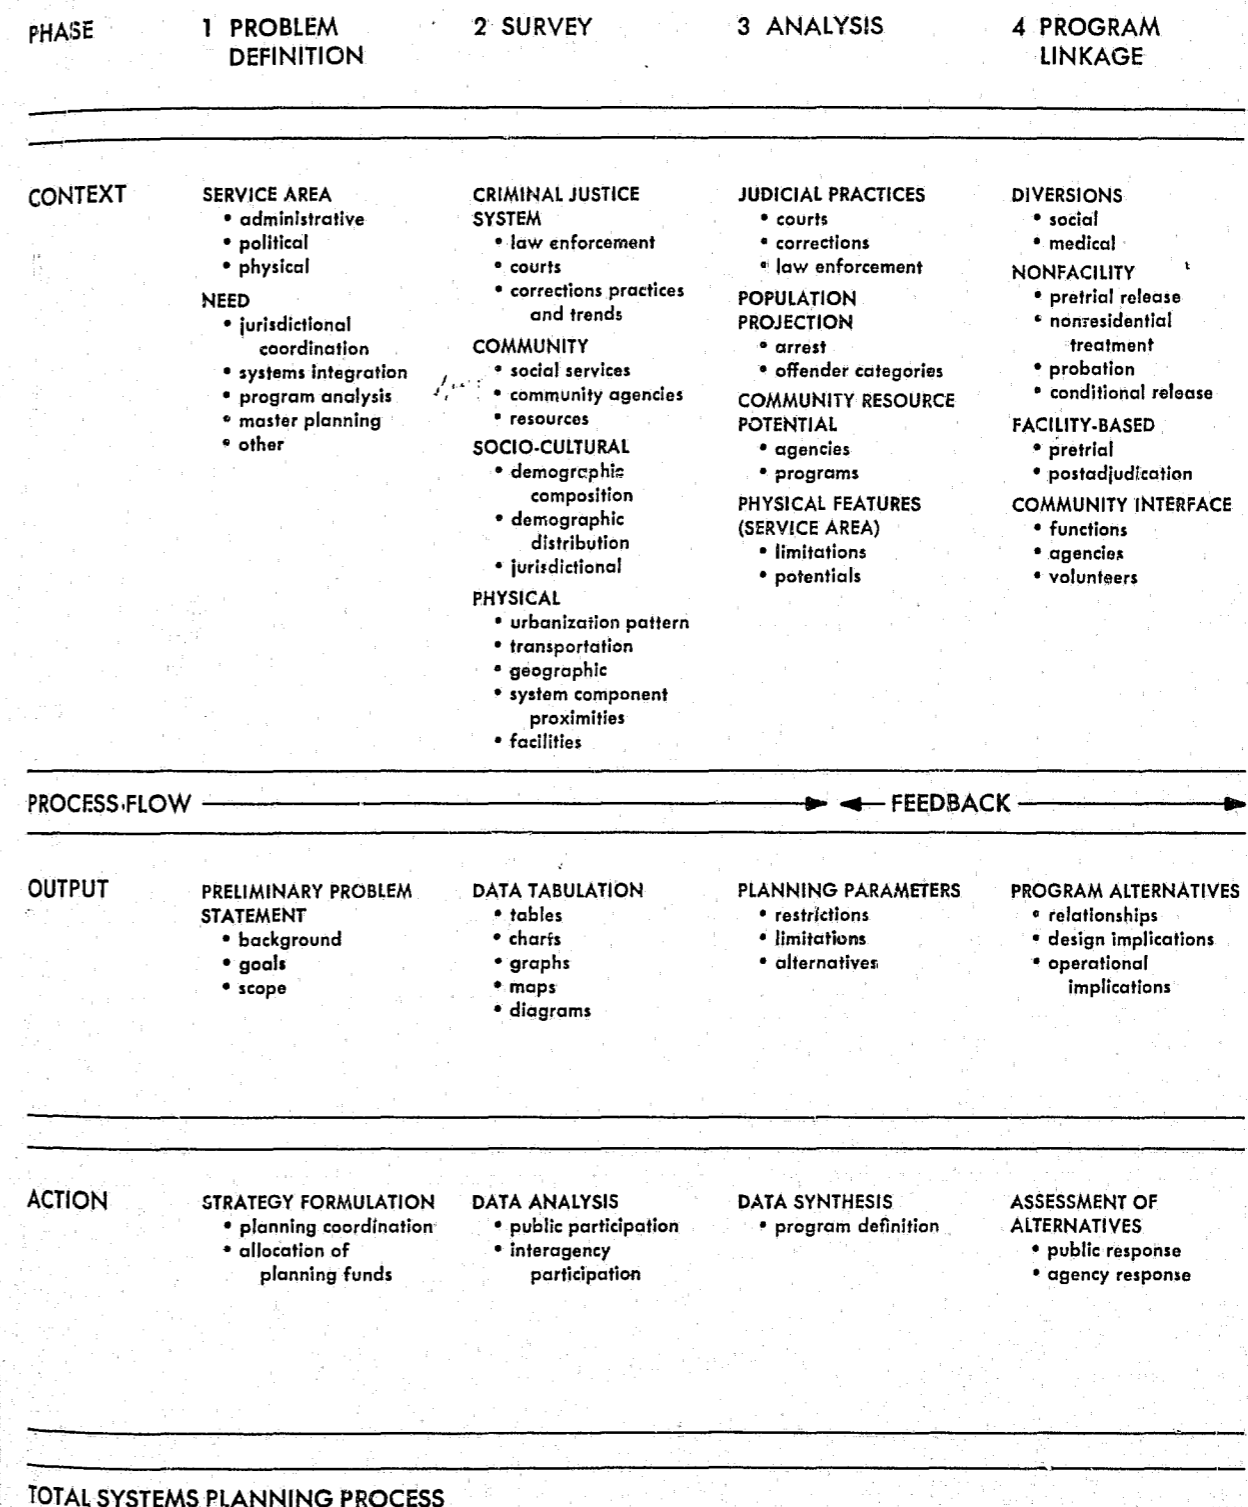 PHASE
1 PROBLEM
DEFINITION
2 SURVEY
3 ANALYSIS
4 PROGRAM
LINKAGE
CONTEXT
SERVICE AREA
• administrative
• political
• physical
NEED
• jurisdictional
coordination
• systems integration
• program analysis
• master planning
• other
CRIMINAL JUSTICE
SYSTEM
• law enforcement
• courts
• corrections practices
and trends
COMMUNITY
• social services
• community agencies
• resources
SOCIO-CULTURAL
• demographic
composition
• demographic
distribution
• jurisdictional
PHYSICAL
• urbanization pattern
• transportation
• geographic
• system component
proximities
• facilities
JUDICIAL PRACTICES
• courts
• corrections
• law enforcement
POPULATION
PROJECTION
• arrest
• offender categories
COMMUNITY RESOURCE
POTENTIAL
• agencies
• programs
PHYSICAL FEATURES
(SERVICE AREA)
• limitations
• potentials
DIVERSIONS
• social
• medical
NONFACILITY
• pretrial release
• nonresidential
treatment
• probation
• conditional release
FACILITY-BASED
• pretrial
• postadjudication
COMMUNITY INTERFACE
• functions
• agencies
• volunteers
PROCESS FLOW
FEEDBACK
OUTPUT
PRELIMINARY PROBLEM
STATEMENT
• background
• goals
• scope
DATA TABULATION
• tables
• charts
• graphs
• maps
• diagrams
PLANNING PARAMETERS
• restrictions
• limitations
• alternatives
PROGRAM ALTERNATIVES
• relationships
• design implications
• operational
implications
ACTION
STRATEGY FORMULATION
• planning coordination
• allocation of
planning funds
DATA ANALYSIS
• public participation
• interagency
participation
DATA SYNTHESIS
• program definition
ASSESSMENT OF
ALTERNATIVES
• public response
• agency response
TOTAL SYSTEMS PLANNING PROCESS